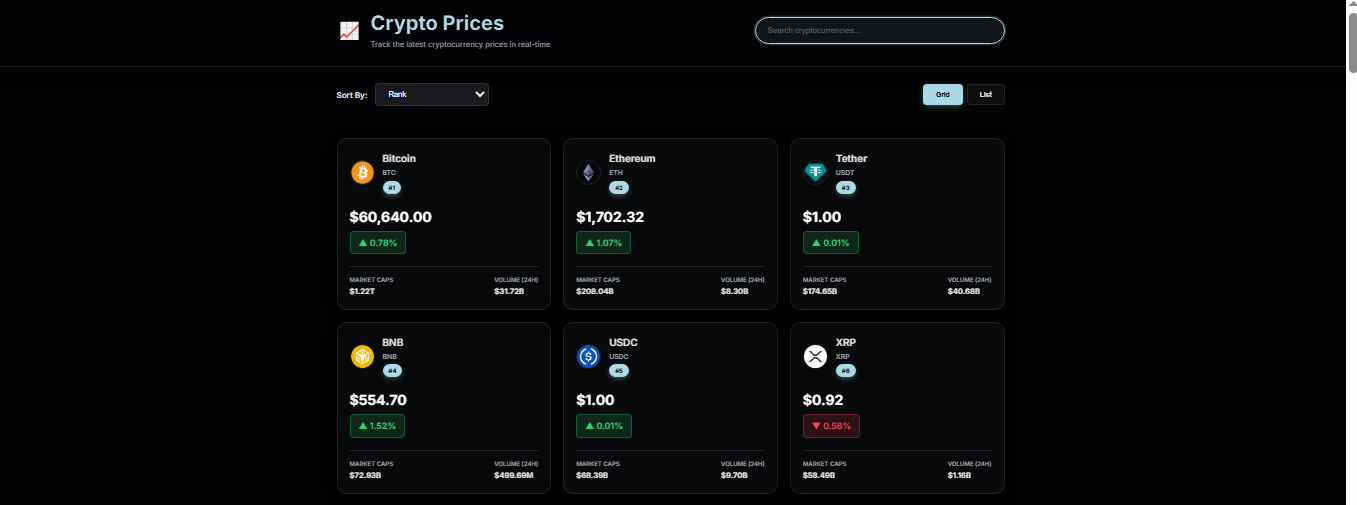 Crypto Prices
Track the latest cryptocurrency prices in real-time
Search cryptocurrencies...
Sort By: Rank
Grid List
Bitcoin
BTC
#1
$60,640.00
▲ 0.78%
MARKET CAPS VOLUME (24H)
$1.22T $31.72B
Ethereum
ETH
#2
$1,702.32
▲ 1.07%
MARKET CAPS VOLUME (24H)
$208.04B $8.30B
Tether
USDT
#3
$1.00
▲ 0.01%
MARKET CAPS VOLUME (24H)
$174.65B $40.68B
BNB
BNB
#4
$554.70
▲ 1.52%
MARKET CAPS VOLUME (24H)
$72.93B $499.69M
USDC
USDC
#5
$1.00
▲ 0.01%
MARKET CAPS VOLUME (24H)
$68.39B $9.70B
XRP
XRP
#6
$0.92
▼ 0.58%
MARKET CAPS VOLUME (24H)
$58.49B $1.16B